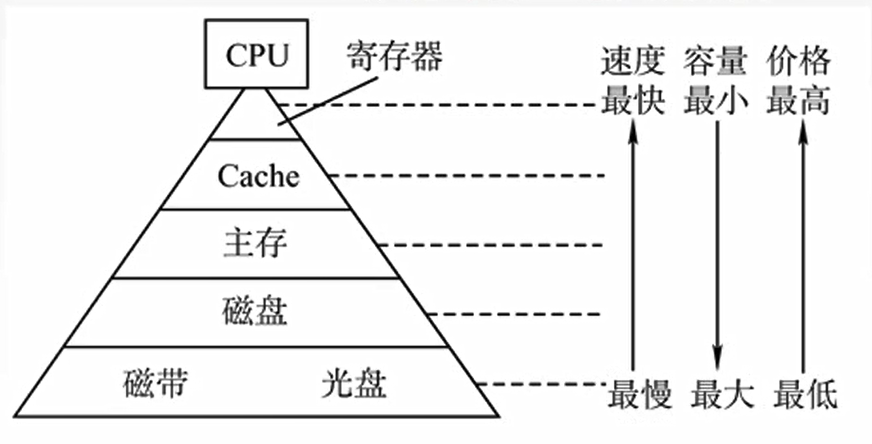 CPU
寄存器
速度 容量 价格
最快 最小 最高
Cache
主存
磁盘
磁带 光盘
最慢 最大 最低